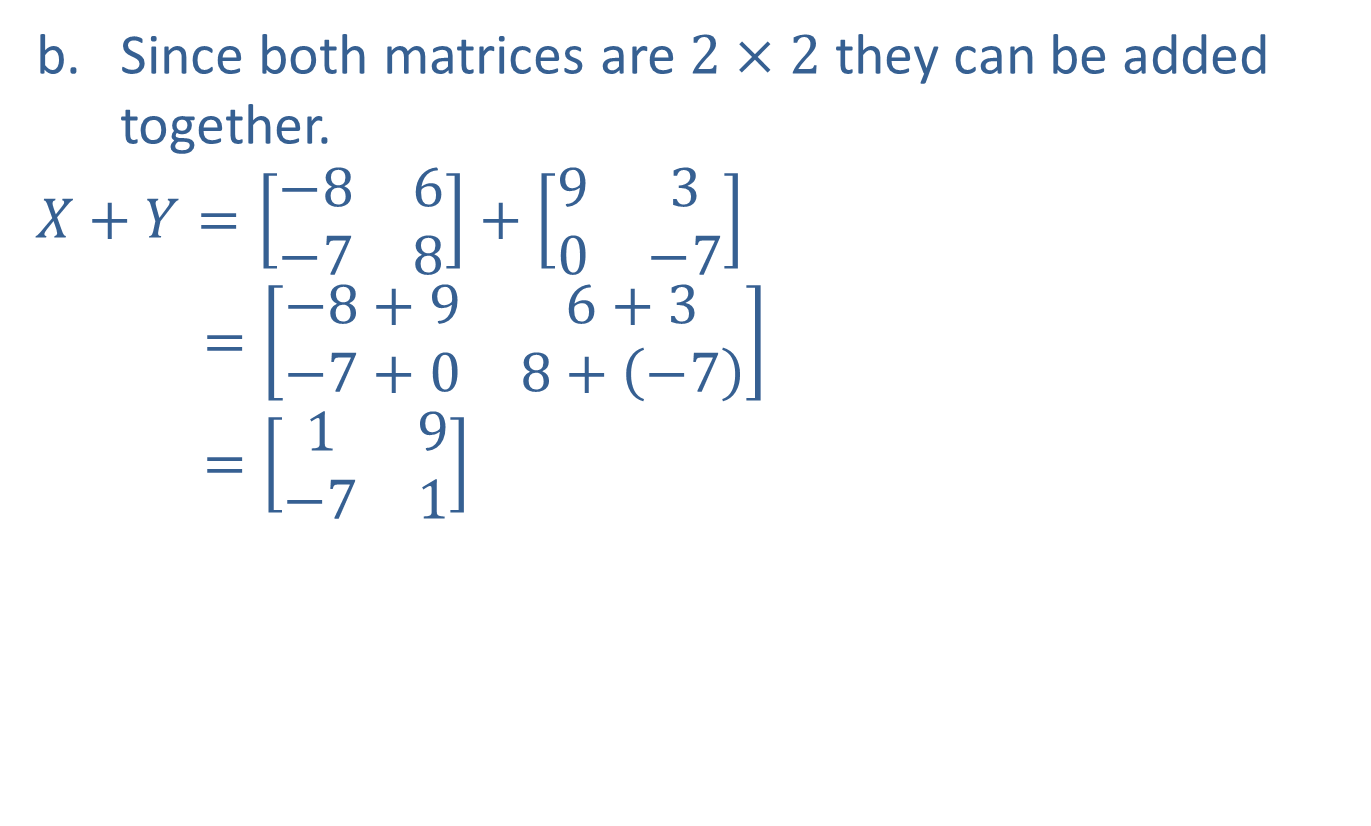 b. Since both matrices are 2 × 2 they can be added
together.
X + Y = [−8 6
−7 8] + [9 3
0 −7]
= [−8 + 9 6 + 3
−7 + 0 8 + (−7)]
= [1 9
−7 1]